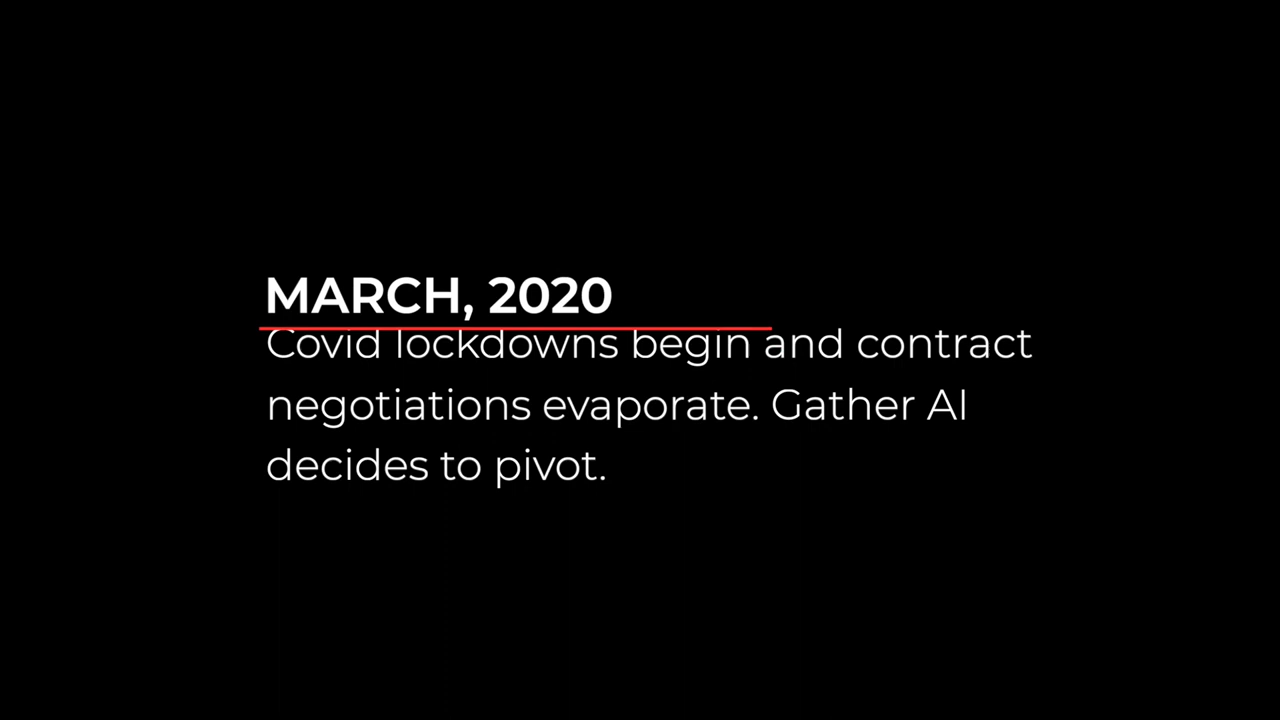 MARCH, 2020
Covid lockdowns begin and contract
negotiations evaporate. Gather AI
decides to pivot.